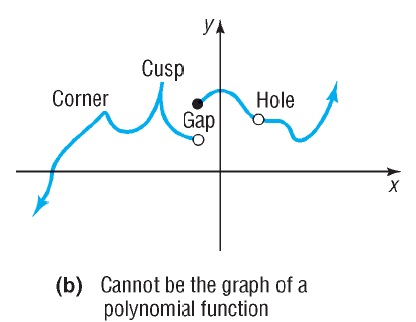 y
Cusp
Corner
Hole
Gap
x
(b) Cannot be the graph of a
polynomial function